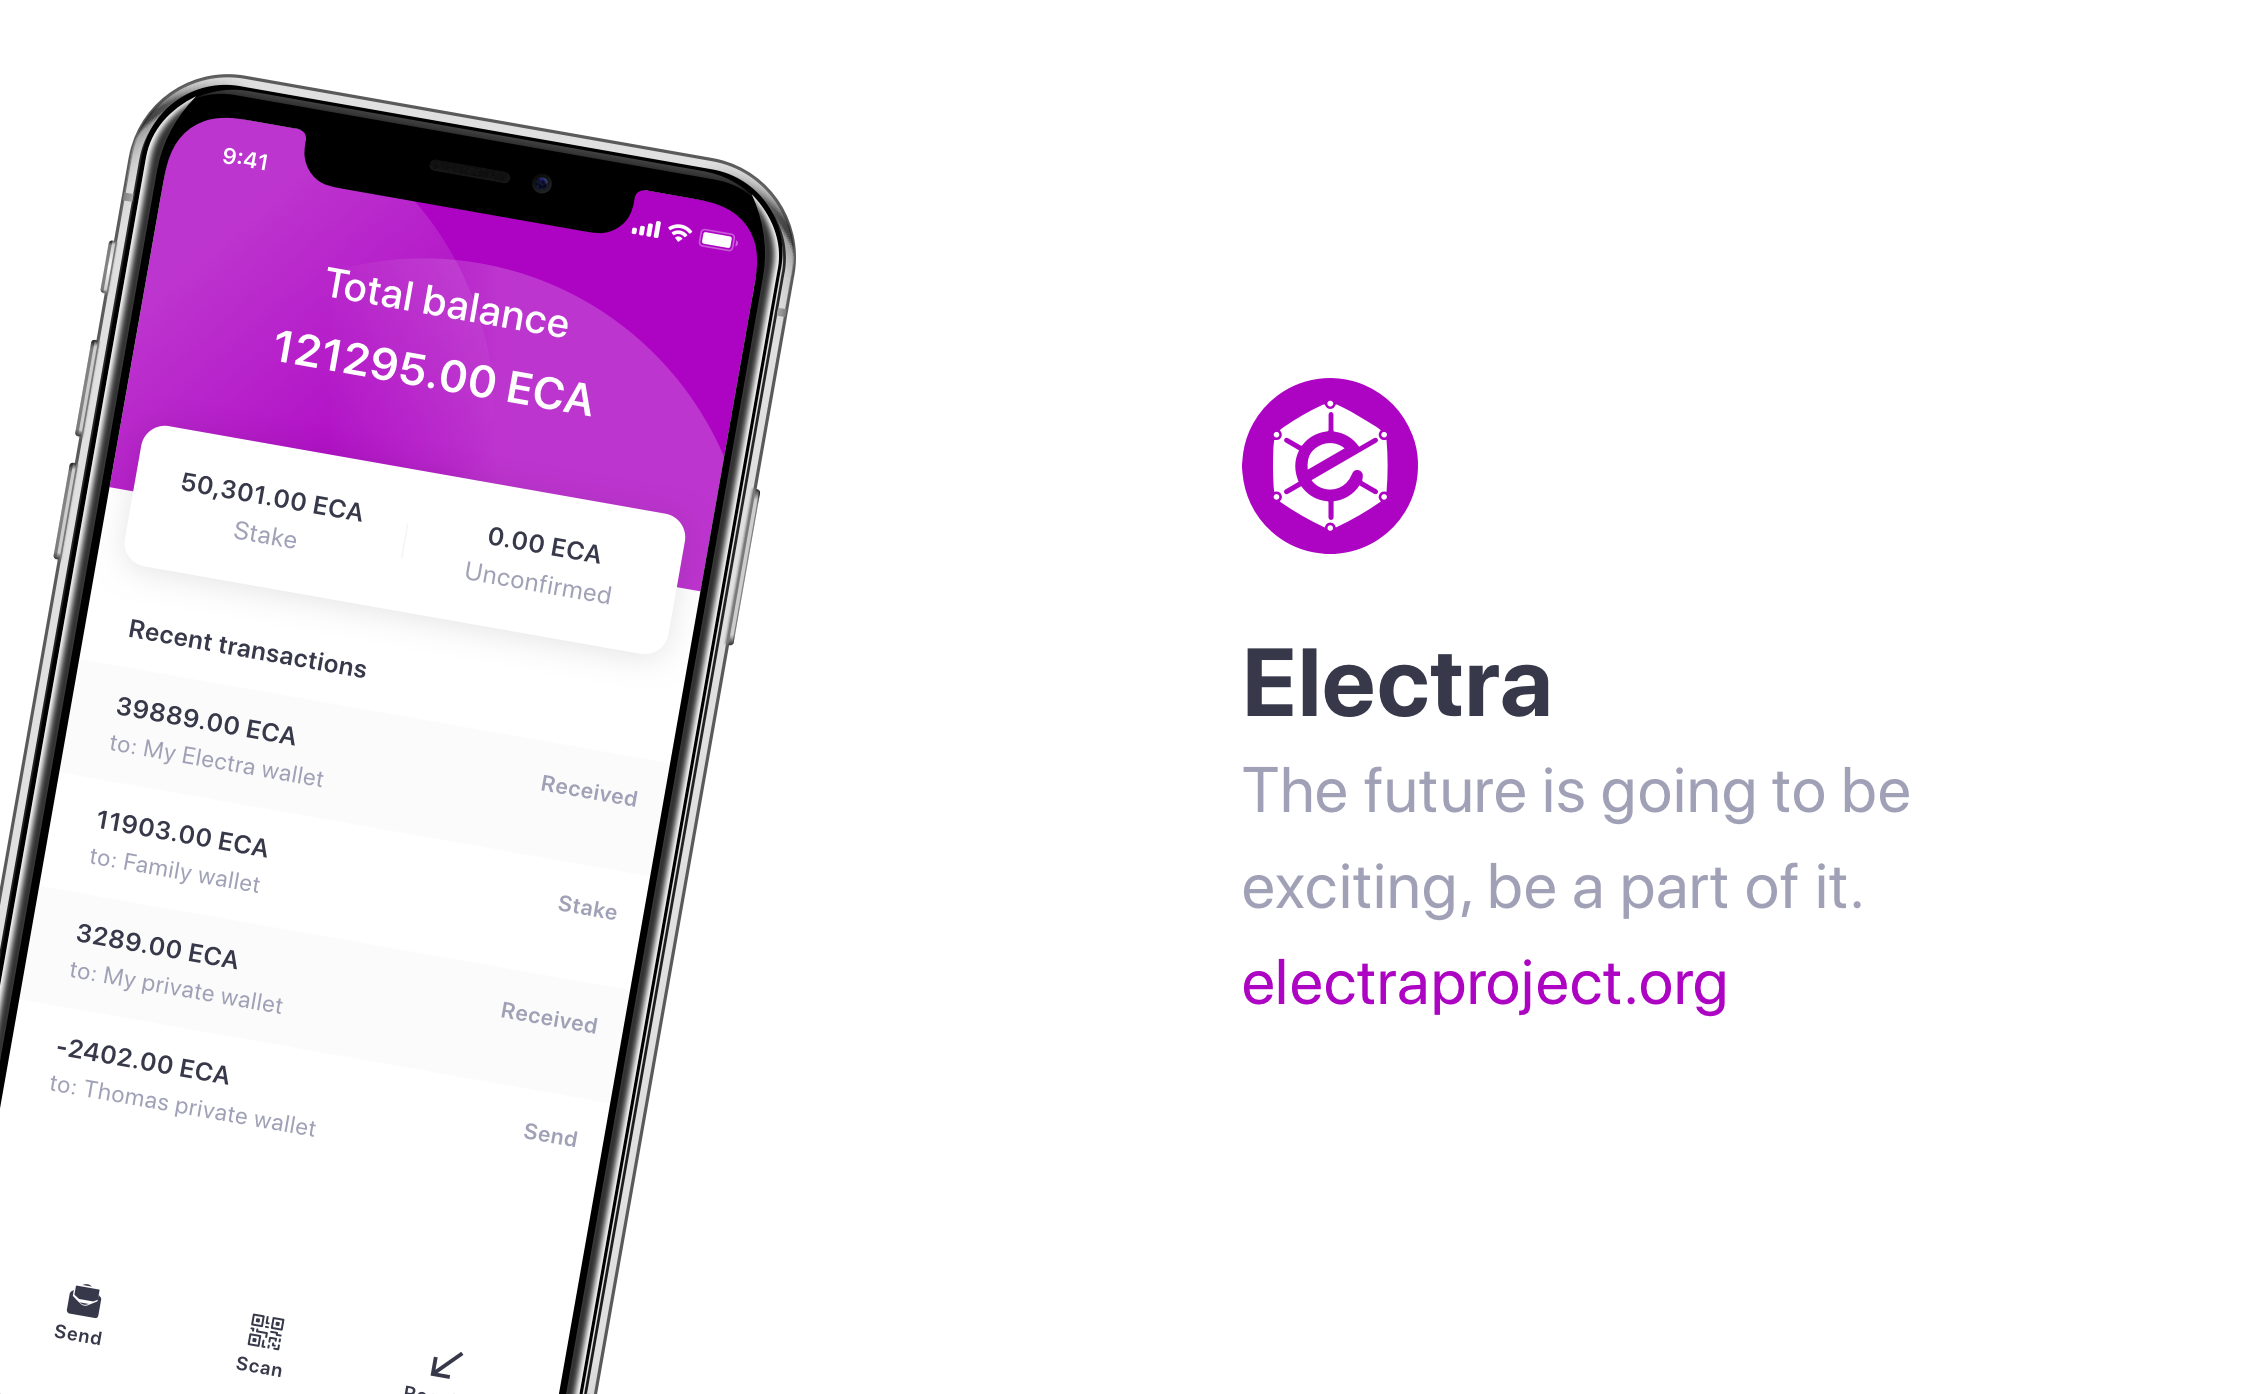 9:41
Total balance
121295.00 ECA
50,301.00 ECA
Stake
0.00 ECA
Unconfirmed
Recent transactions
39889.00 ECA
to: My Electra wallet
Received
11903.00 ECA
to: Family wallet
Stake
3289.00 ECA
to: My private wallet
Received
-2402.00 ECA
to: Thomas private wallet
Send
Send
Scan
Electra
The future is going to be
exciting, be a part of it.
electraproject.org